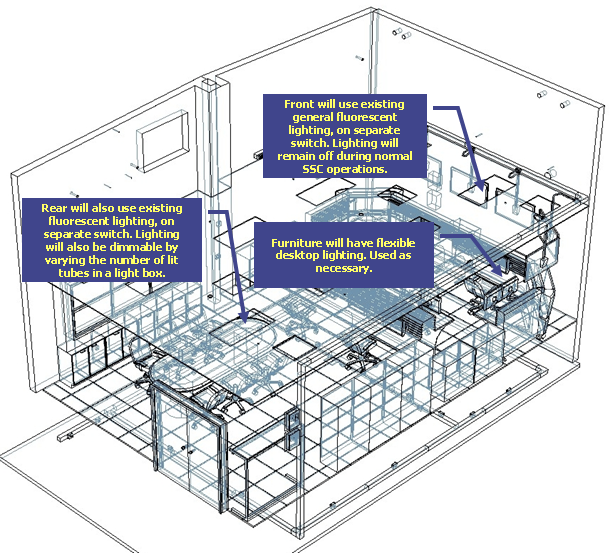 Front will use existing
general fluorescent
lighting, on separate
switch. Lighting will
remain off during normal
SSC operations.
Rear will also use existing
fluorescent lighting, on
separate switch. Lighting
will also be dimmable by
varying the number of lit
tubes in a light box.
Furniture will have flexible
desktop lighting. Used as
necessary.